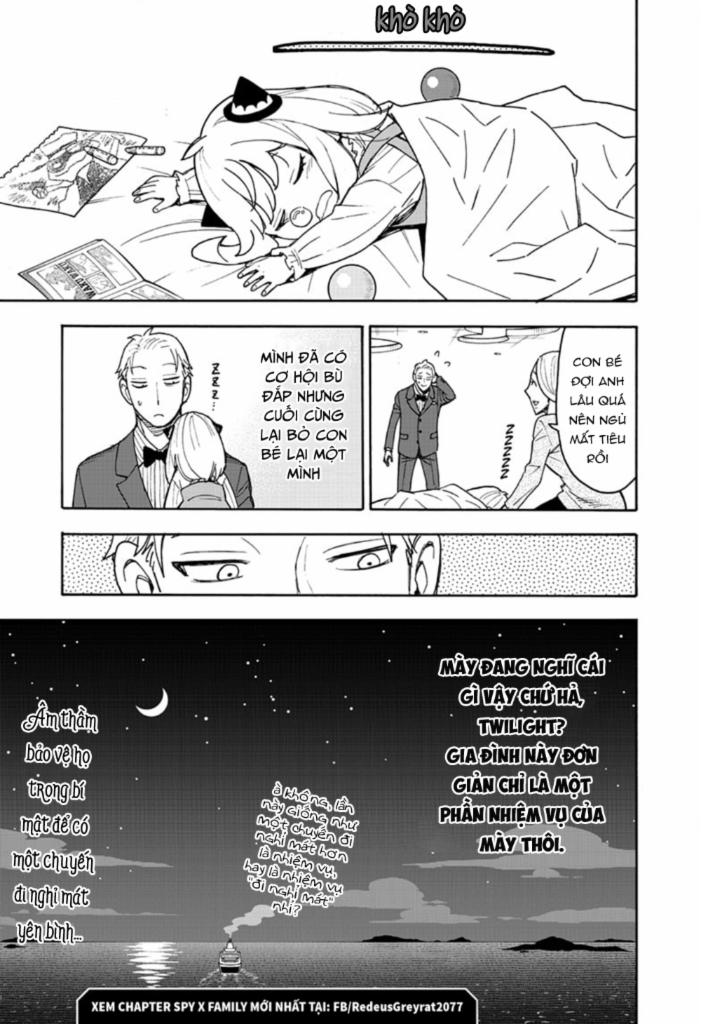 khò khò
WAKU WAKU
CON BÉ
ĐỢI ANH
LÂU QUÁ
NÊN NGỦ
MẤT TIÊU
RỒI
ZZZZZZ
MÌNH ĐÃ CÓ
CƠ HỘI BÙ
ĐẮP NHƯNG
CUỐI CÙNG
LẠI BỎ CON
BÉ LẠI MỘT
MÌNH
ZZZ...
MÀY ĐANG NGHĨ CÁI
GÌ VẬY CHỨ HẢ,
TWILIGHT?
GIA ĐÌNH NÀY ĐƠN
GIẢN CHỈ LÀ MỘT
PHẦN NHIỆM VỤ CỦA
MÀY THÔI.
à không, lần
này giống như
một chuyến đi
nghỉ mát hơn
là nhiệm vụ,
hay là nhiệm vụ
"đi nghỉ mát"
nhỉ?
Âm thầm
bảo vệ họ
trong bí
mật để có
một chuyến
đi nghỉ mát
yên bình...
XEM CHAPTER SPY X FAMILY MỚI NHẤT TẠI: FB/RedeusGreyrat2077